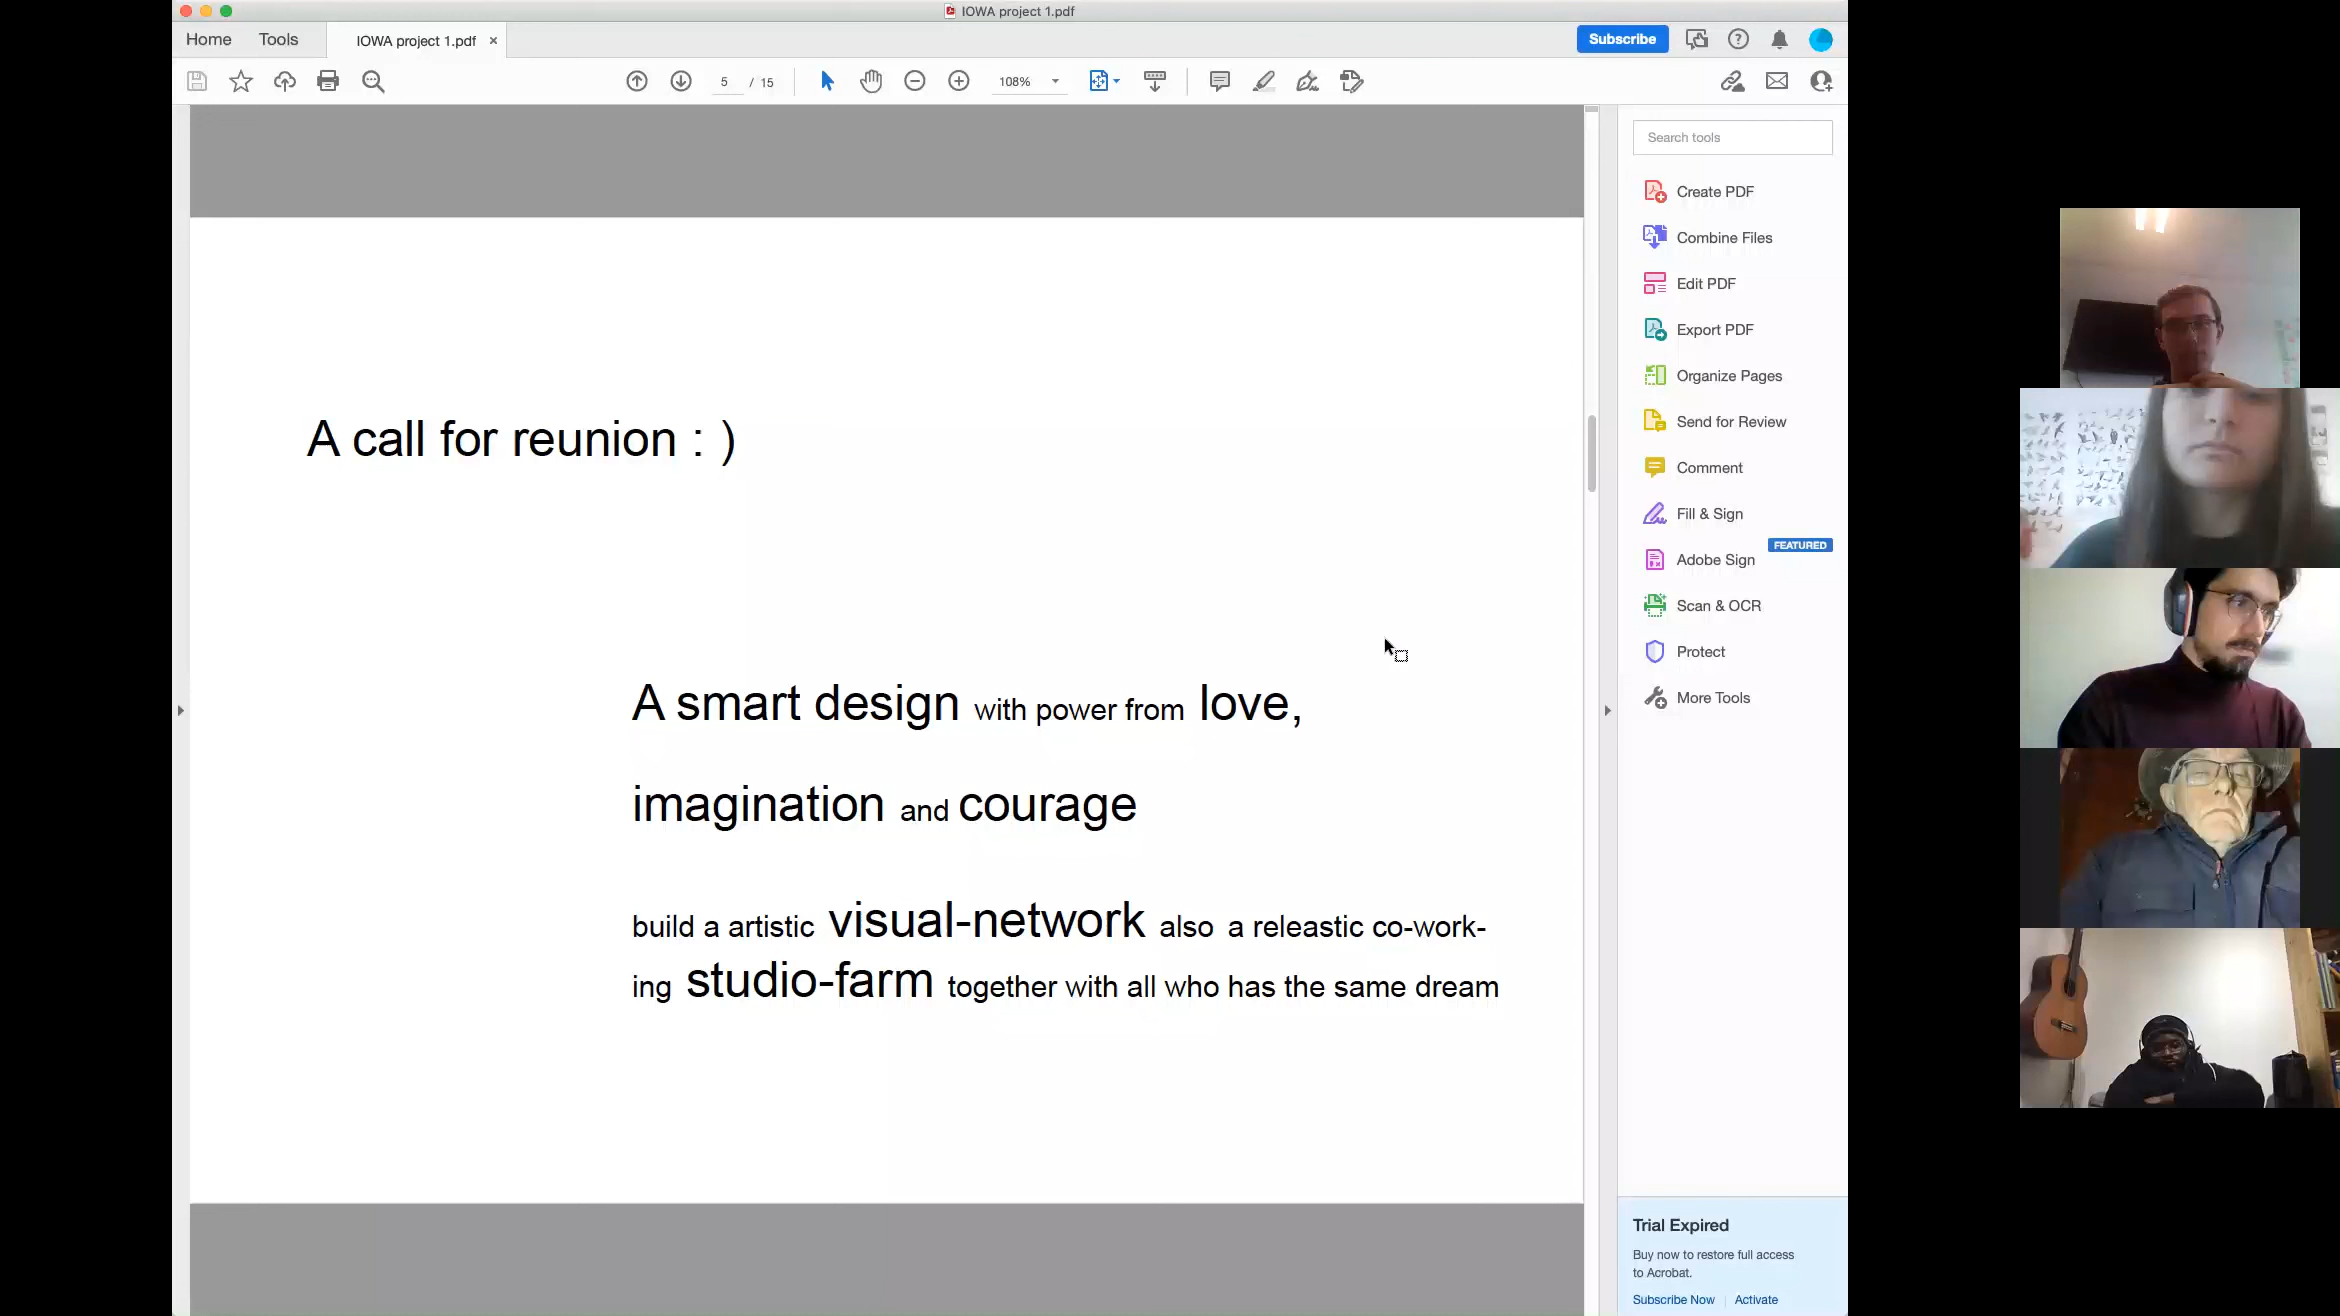 IOWA project 1.pdf
Home Tools IOWA project 1.pdf × Subscribe
5 / 15 108%
Search tools
Create PDF
Combine Files
Edit PDF
Export PDF
Organize Pages
Send for Review
Comment
Fill & Sign
FEATURED
Adobe Sign
Scan & OCR
Protect
More Tools
A call for reunion : )
A smart design with power from love,
imagination and courage
build a artistic visual-network also a releastic co-work-
ing studio-farm together with all who has the same dream
Trial Expired
Buy now to restore full access
to Acrobat.
Subscribe Now | Activate